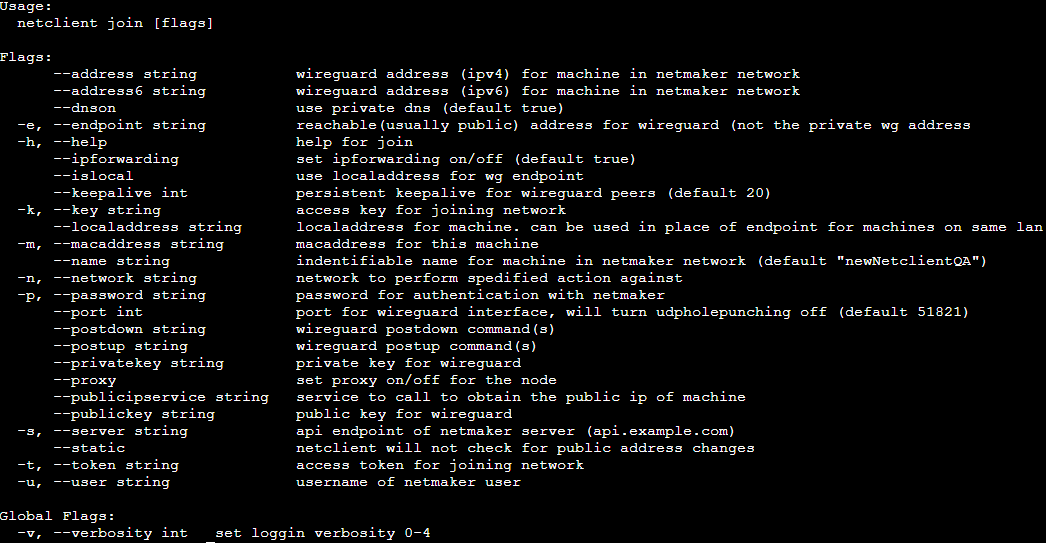 Usage:
  netclient join [flags]

Flags:
      --address string           wireguard address (ipv4) for machine in netmaker network
      --address6 string          wireguard address (ipv6) for machine in netmaker network
      --dnson                    use private dns (default true)
  -e, --endpoint string          reachable(usually public) address for wireguard (not the private wg address
  -h, --help                     help for join
      --ipforwarding             set ipforwarding on/off (default true)
      --islocal                  use localaddress for wg endpoint
      --keepalive int            persistent keepalive for wireguard peers (default 20)
  -k, --key string               access key for joining network
      --localaddress string      localaddress for machine. can be used in place of endpoint for machines on same lan
  -m, --macaddress string        macaddress for this machine
      --name string              indentifiable name for machine in netmaker network (default "newNetclientQA")
  -n, --network string           network to perform spedified action against
  -p, --password string          password for authentication with netmaker
      --port int                 port for wireguard interface, will turn udpholepunching off (default 51821)
      --postdown string          wireguard postdown command(s)
      --postup string            wireguard postup command(s)
      --privatekey string        private key for wireguard
      --proxy                    set proxy on/off for the node
      --publicipservice string   service to call to obtain the public ip of machine
      --publickey string         public key for wireguard
  -s, --server string            api endpoint of netmaker server (api.example.com)
      --static                   netclient will not check for public address changes
  -t, --token string             access token for joining network
  -u, --user string              username of netmaker user

Global Flags:
  -v, --verbosity int   set loggin verbosity 0-4